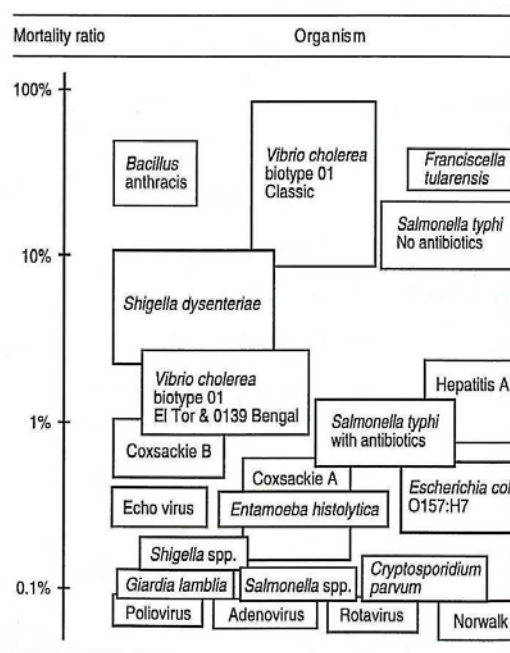 Mortality ratio Organism
100%
Bacillus
anthracis
Vibrio cholerea
biotype 01
Classic
Franciscella
tularensis
Salmonella typhi
No antibiotics
10%
Shigella dysenteriae
Vibrio cholerea
biotype 01
El Tor & 0139 Bengal
Hepatitis A
1%
Salmonella typhi
with antibiotics
Coxsackie B
Coxsackie A
Escherichia col
O157:H7
Echo virus
Entamoeba histolytica
Shigella spp.
Cryptosporidium
parvum
0.1%
Giardia lamblia
Salmonella spp.
Poliovirus
Adenovirus
Rotavirus
Norwalk